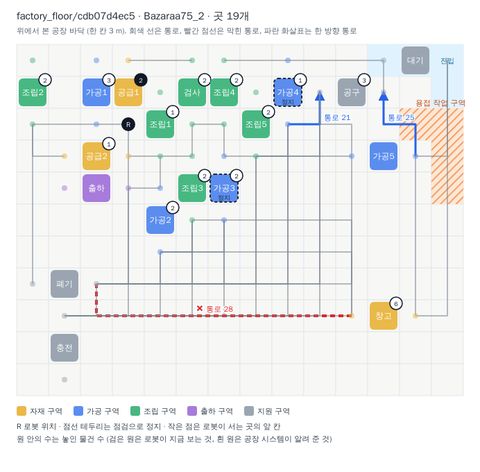 factory_floor/cdb07d4ec5 · Bazaraa75_2 · 곳 19개
위에서 본 공장 바닥 (한 칸 3 m). 회색 선은 통로, 빨간 점선은 막힌 통로, 파란 화살표는 한 방향 통로
대기
진입
2 3 2 2 2 1 3
조립2 가공1 공급1 검사 조립4 가공4 공구
정지
용접 작업 구역
1 2
R 조립1 조립5 통로 21 통로 25
1
공급2 가공5
2 2
출하 조립3 가공3
정지
2
가공2
폐기
6
통로 28 창고
충전
자재 구역 가공 구역 조립 구역 출하 구역 지원 구역
R 로봇 위치 · 점선 테두리는 점검으로 정지 · 작은 점은 로봇이 서는 곳의 앞 칸
원 안의 수는 놓인 물건 수 (검은 원은 로봇이 지금 보는 것, 흰 원은 공장 시스템이 알려 준 것)